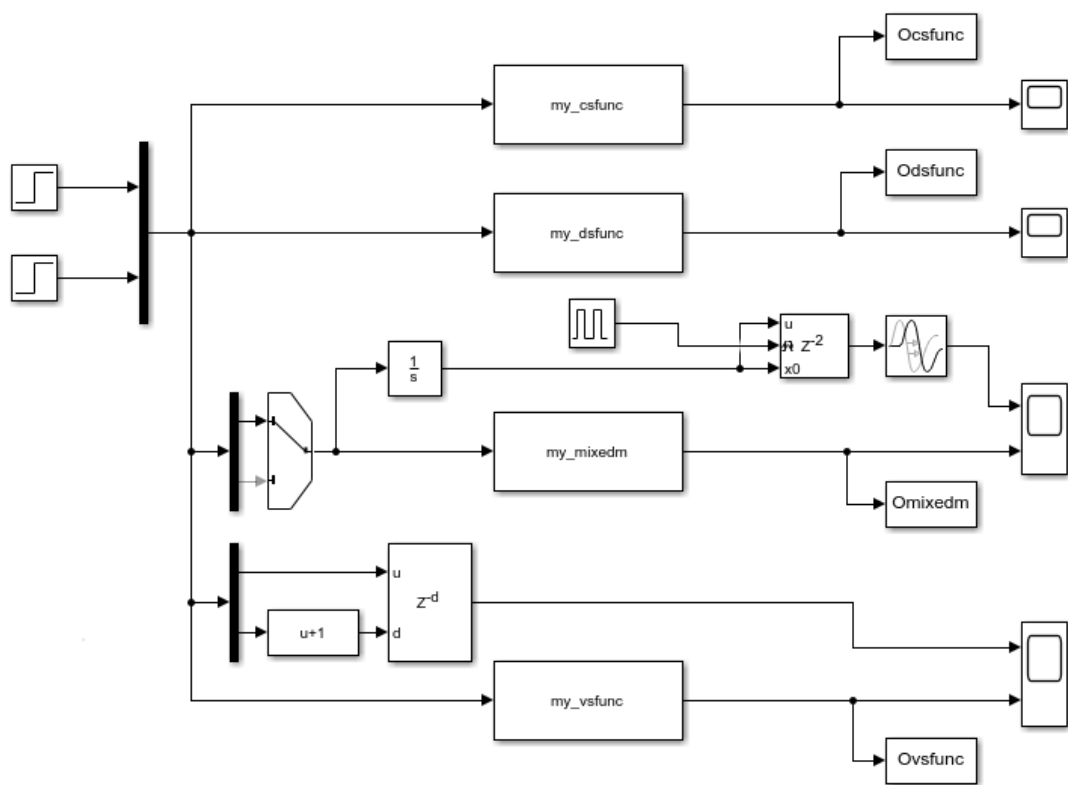 Ocsfunc
my_csfunc
Odsfunc
my_dsfunc
u
Z-2
x0
1
s
my_mixedm
Omixedm
u
Z-d
u+1
d
my_vsfunc
Ovsfunc